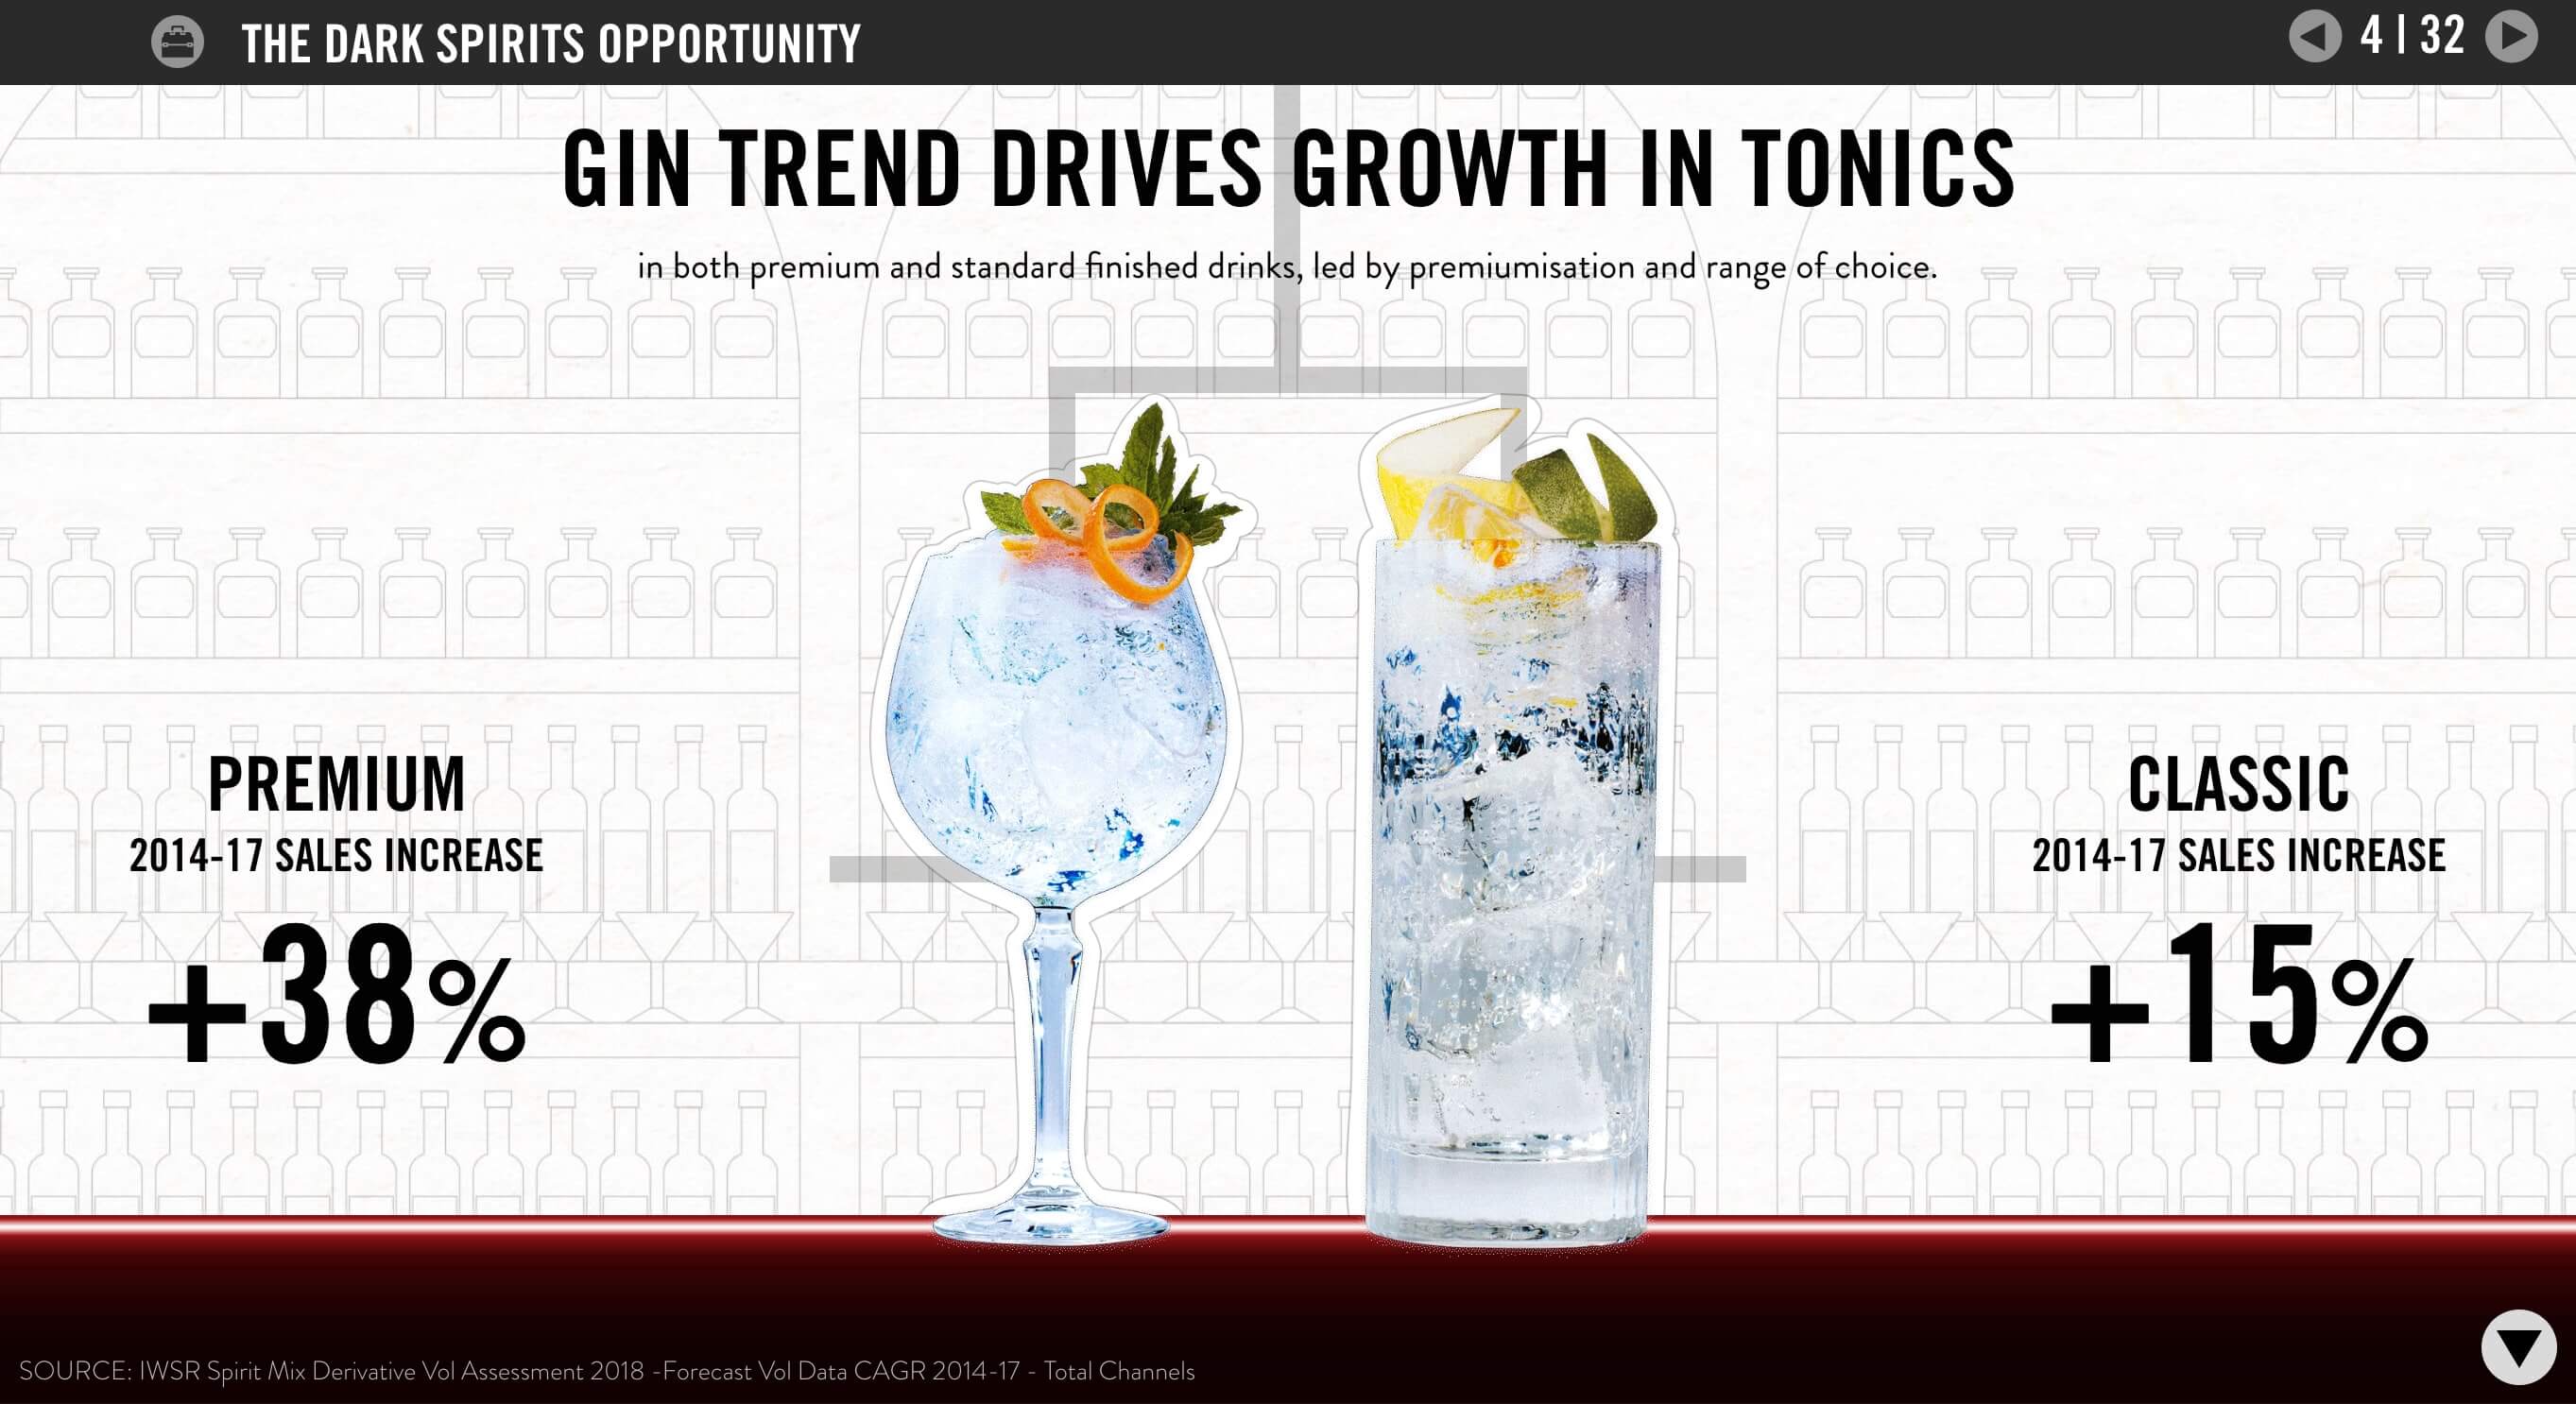 THE DARK SPIRITS OPPORTUNITY
4 | 32
GIN TREND DRIVES GROWTH IN TONICS
in both premium and standard finished drinks, led by premiumisation and range of choice.
PREMIUM
2014-17 SALES INCREASE
+38%
CLASSIC
2014-17 SALES INCREASE
+15%
SOURCE: IWSR Spirit Mix Derivative Vol Assessment 2018 -Forecast Vol Data CAGR 2014-17 - Total Channels